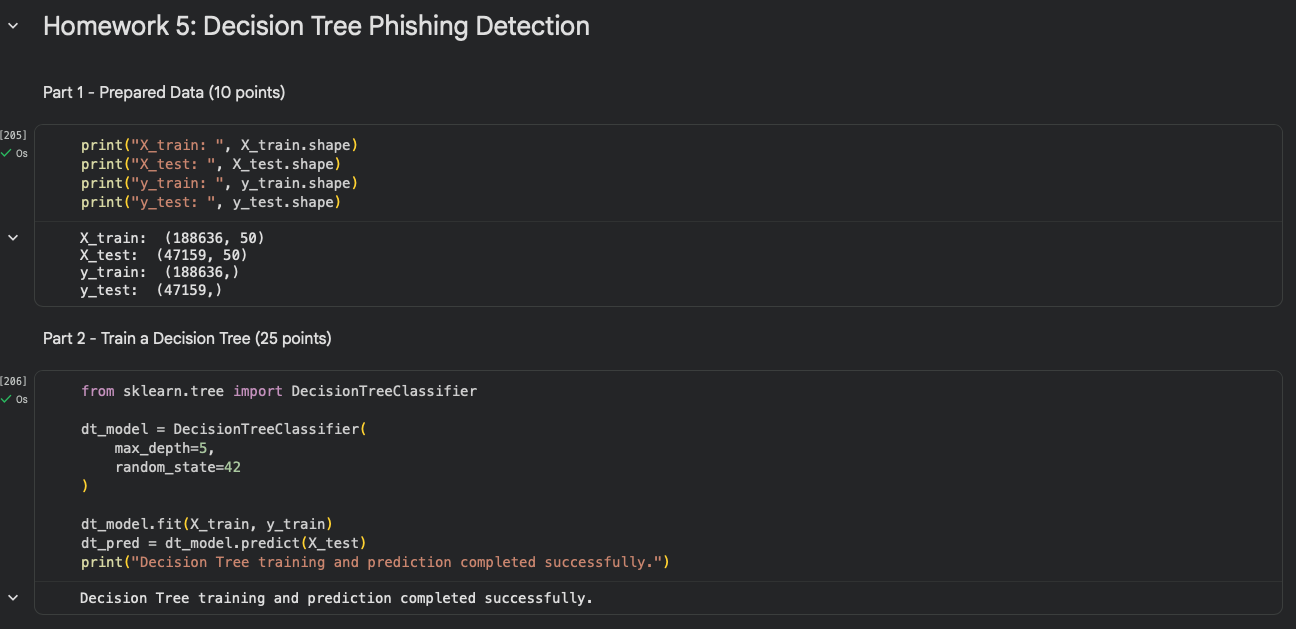 Homework 5: Decision Tree Phishing Detection
Part 1 - Prepared Data (10 points)
[205]
0s
print("X_train: ", X_train.shape)
print("X_test: ", X_test.shape)
print("y_train: ", y_train.shape)
print("y_test: ", y_test.shape)
X_train:  (188636, 50)
X_test:  (47159, 50)
y_train:  (188636,)
y_test:  (47159,)
Part 2 - Train a Decision Tree (25 points)
[206]
0s
from sklearn.tree import DecisionTreeClassifier
dt_model = DecisionTreeClassifier(
    max_depth=5,
    random_state=42
)
dt_model.fit(X_train, y_train)
dt_pred = dt_model.predict(X_test)
print("Decision Tree training and prediction completed successfully.")
Decision Tree training and prediction completed successfully.